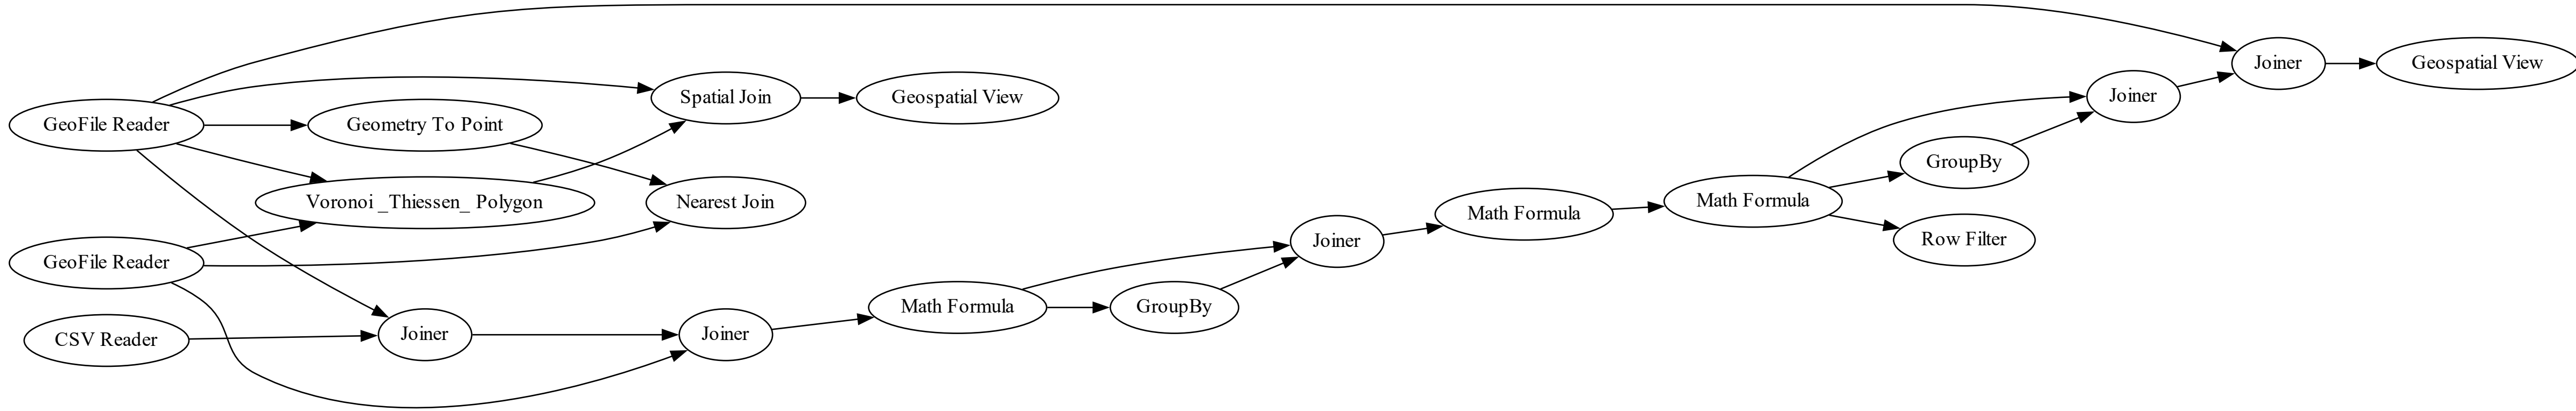 GeoFile Reader
GeoFile Reader
CSV Reader
Geometry To Point
Voronoi _Thiessen_ Polygon
Joiner
Spatial Join
Nearest Join
Joiner
Geospatial View
Math Formula
GroupBy
Joiner
Math Formula
Math Formula
GroupBy
Row Filter
Joiner
Joiner
Geospatial View